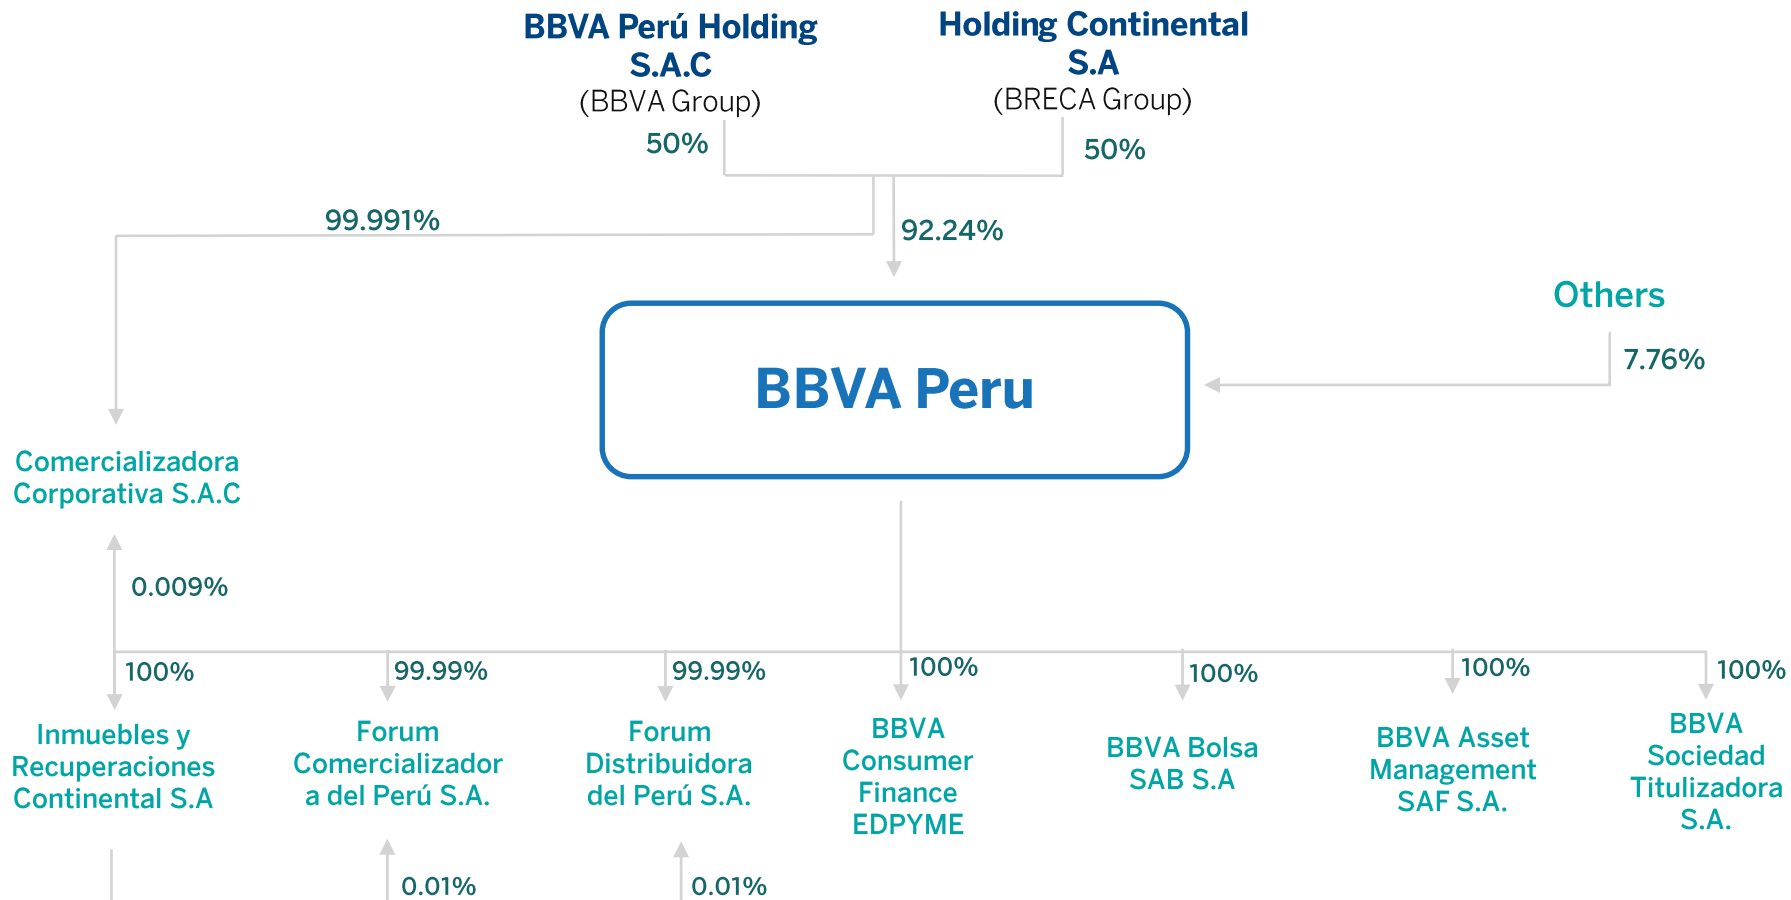 BBVA Perú Holding
S.A.C
(BBVA Group)
Holding Continental
S.A
(BRECA Group)
50%
50%
99.991%
92.24%
Others
7.76%
BBVA Peru
Comercializadora
Corporativa S.A.C
0.009%
100%
99.99%
99.99%
100%
100%
100%
100%
Inmuebles y
Recuperaciones
Continental S.A
Forum
Comercializador
a del Perú S.A.
Forum
Distribuidora
del Perú S.A.
BBVA
Consumer
Finance
EDPYME
BBVA Bolsa
SAB S.A
BBVA Asset
Management
SAF S.A.
BBVA
Sociedad
Titulizadora
S.A.
0.01%
0.01%